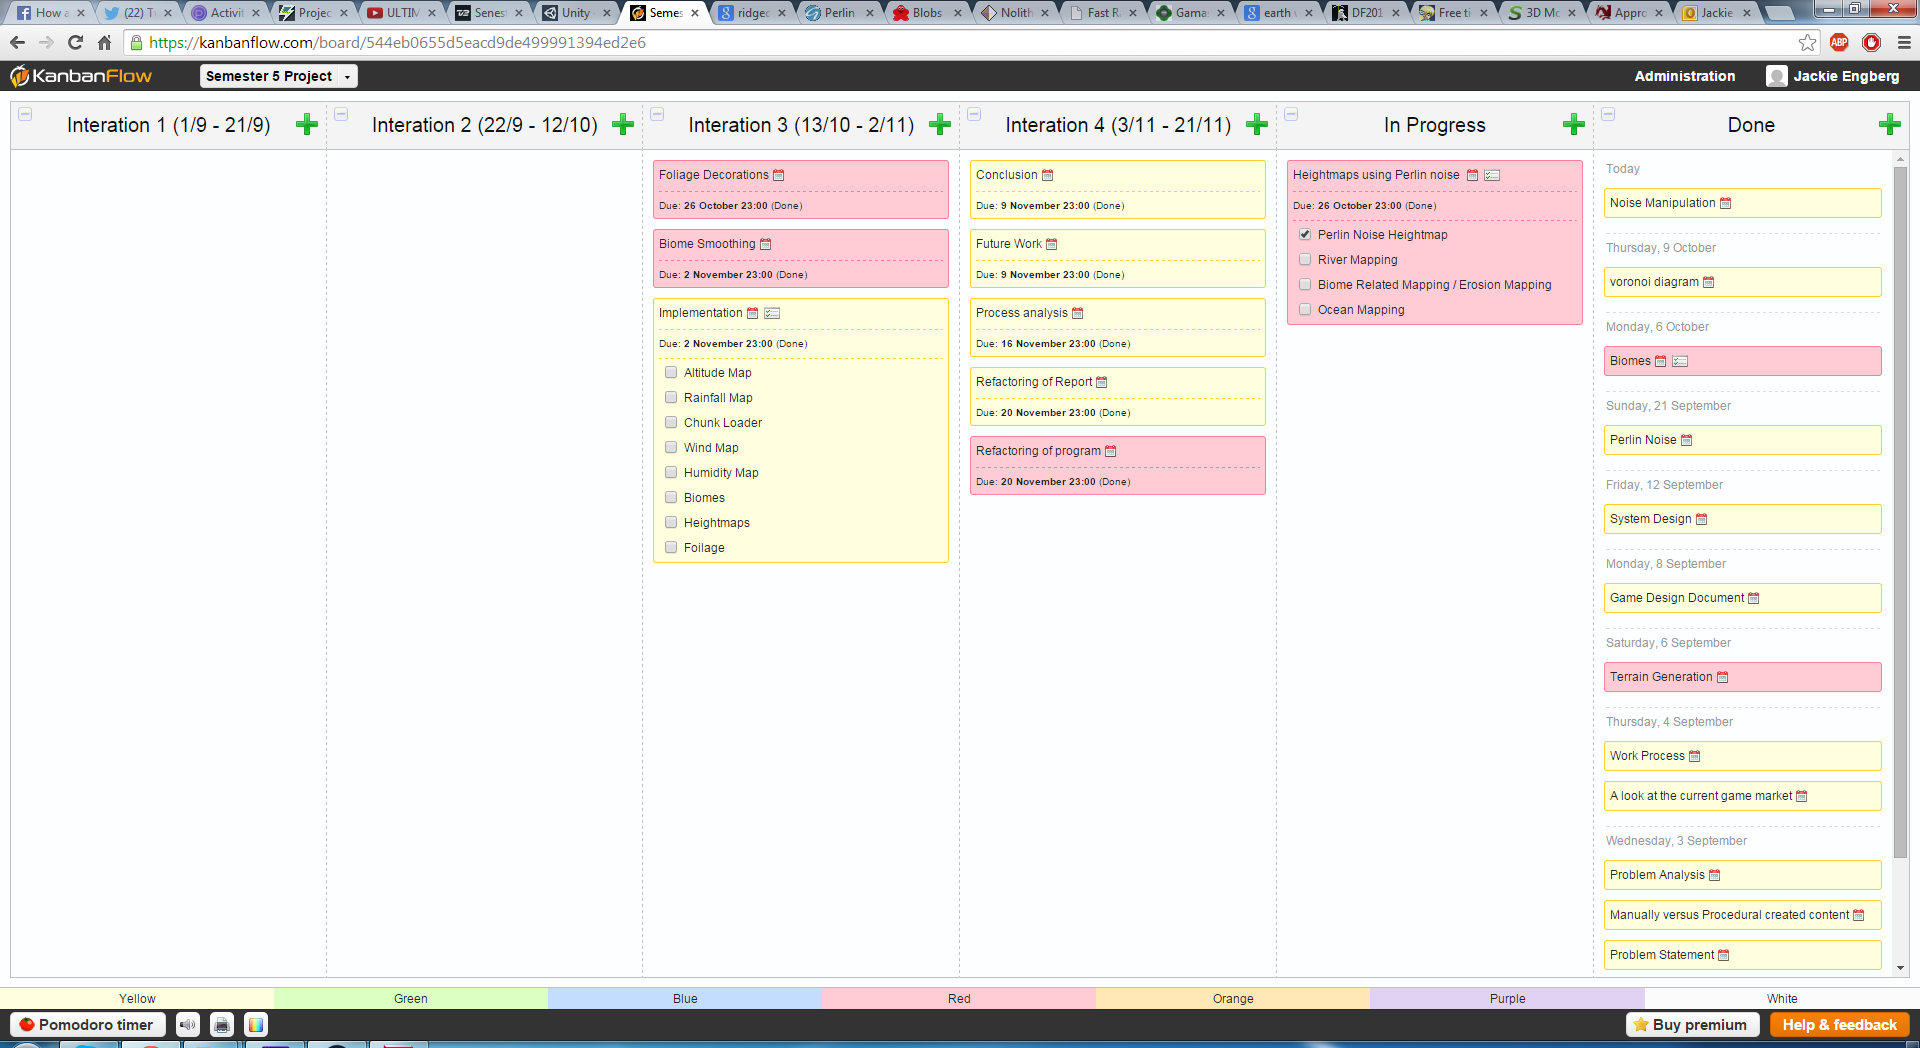 How a
(22) T
Activit
Projec
ULTIM
Senest
Unity
Semes
ridged
Perlin
Blobs
Nolith
Fast R
Gamas
earth
DF201
Free ti
3D Mo
Appro
Jackie
https://kanbanflow.com/board/544eb0655d5eacd9de499991394ed2e6
ABP
KanbanFlow
Semester 5 Project
Administration
Jackie Engberg
Interation 1 (1/9 - 21/9)
Interation 2 (22/9 - 12/10)
Interation 3 (13/10 - 2/11)
Foliage Decorations
Due: 26 October 23:00 (Done)
Biome Smoothing
Due: 2 November 23:00 (Done)
Implementation
Due: 2 November 23:00 (Done)
Altitude Map
Rainfall Map
Chunk Loader
Wind Map
Humidity Map
Biomes
Heightmaps
Foilage
Interation 4 (3/11 - 21/11)
Conclusion
Due: 9 November 23:00 (Done)
Future Work
Due: 9 November 23:00 (Done)
Process analysis
Due: 16 November 23:00 (Done)
Refactoring of Report
Due: 20 November 23:00 (Done)
Refactoring of program
Due: 20 November 23:00 (Done)
In Progress
Heightmaps using Perlin noise
Due: 26 October 23:00 (Done)
Perlin Noise Heightmap
River Mapping
Biome Related Mapping / Erosion Mapping
Ocean Mapping
Done
Today
Noise Manipulation
Thursday, 9 October
voronoi diagram
Monday, 6 October
Biomes
Sunday, 21 September
Perlin Noise
Friday, 12 September
System Design
Monday, 8 September
Game Design Document
Saturday, 6 September
Terrain Generation
Thursday, 4 September
Work Process
A look at the current game market
Wednesday, 3 September
Problem Analysis
Manually versus Procedural created content
Problem Statement
Yellow
Green
Blue
Red
Orange
Purple
White
Pomodoro timer
Buy premium
Help & feedback